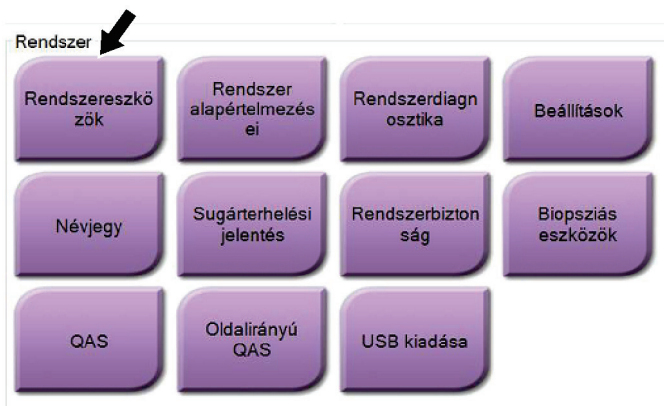 Rendszer
Rendszereszkö
zök
Rendszer
alapértelmezés
ei
Rendszerdiagn
osztika
Beállítások
Névjegy
Sugárterhelési
jelentés
Rendszerbizton
ság
Biopsziás
eszközök
QAS
Oldalirányú
QAS
USB kiadása